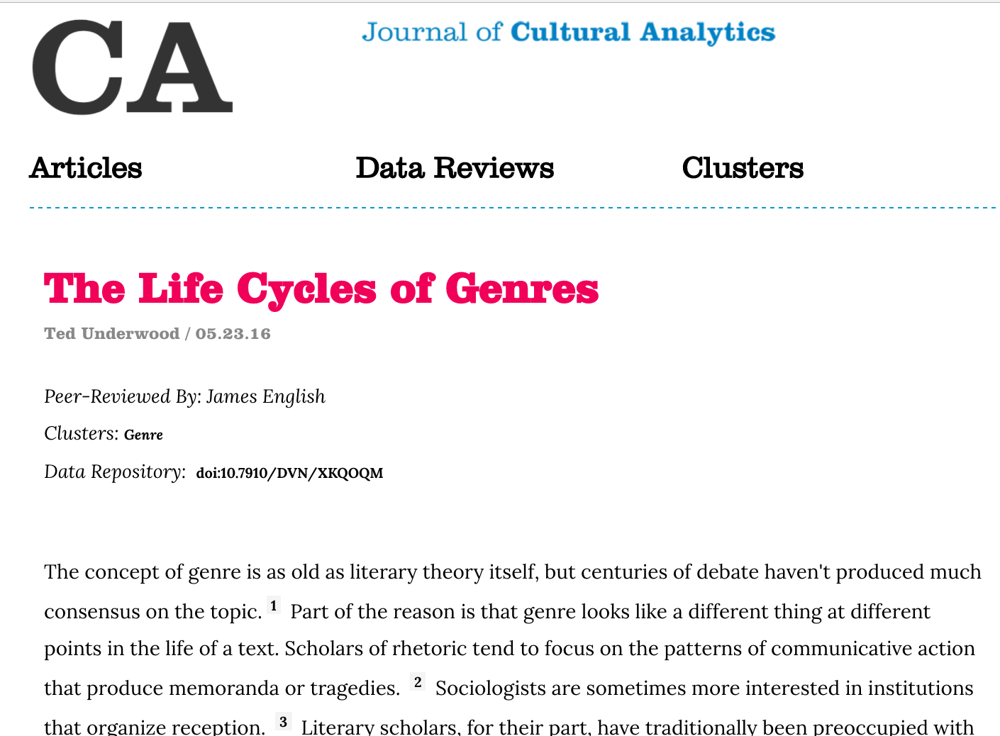 CA
Journal of Cultural Analytics
Articles
Data Reviews
Clusters
The Life Cycles of Genres
Ted Underwood / 05.23.16
Peer-Reviewed By: James English
Clusters: Genre
Data Repository: doi:10.7910/DVN/XKQOQM
The concept of genre is as old as literary theory itself, but centuries of debate haven't produced much
consensus on the topic. 1 Part of the reason is that genre looks like a different thing at different
points in the life of a text. Scholars of rhetoric tend to focus on the patterns of communicative action
that produce memoranda or tragedies. 2 Sociologists are sometimes more interested in institutions
that organize reception. 3 Literary scholars, for their part, have traditionally been preoccupied with